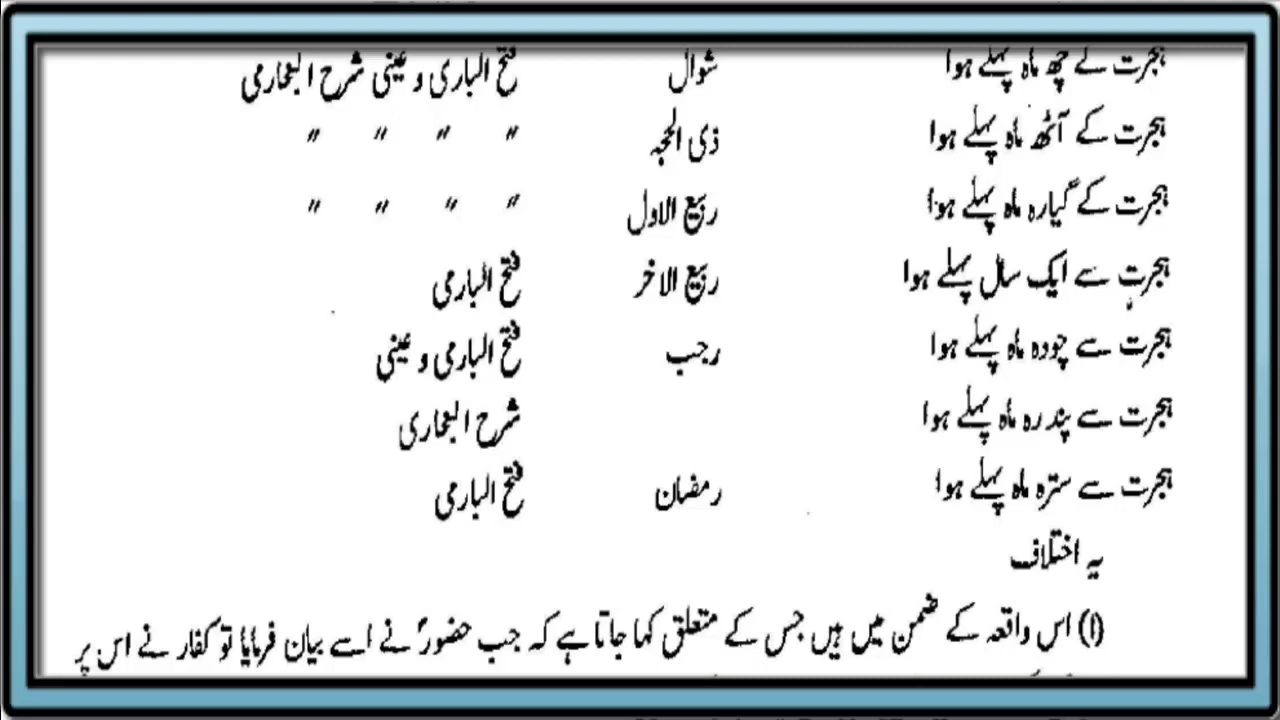 ہجرت کے چھ ماہ پہلے ہوا شوال فتح الباری و عینی شرح البخاری
ہجرت کے آٹھ ماہ پہلے ہوا ذی الحجہ " " " "
ہجرت کے گیارہ ماہ پہلے ہوا ربیع الاول " " " "
ہجرت سے ایک سال پہلے ہوا ربیع الاخر فتح الباری
ہجرت سے چودہ ماہ پہلے ہوا رجب فتح الباری و عینی
ہجرت سے پندرہ ماہ پہلے ہوا شرح البخاری
ہجرت سے سترہ ماہ پہلے ہوا رمضان فتح الباری
یہ اختلاف
(۱) اس واقعہ کے ضمن میں ہیں جس کے متعلق کہا جاتا ہے کہ جب حضورؐ نے اسے بیان فرمایا تو کفار نے اس پر